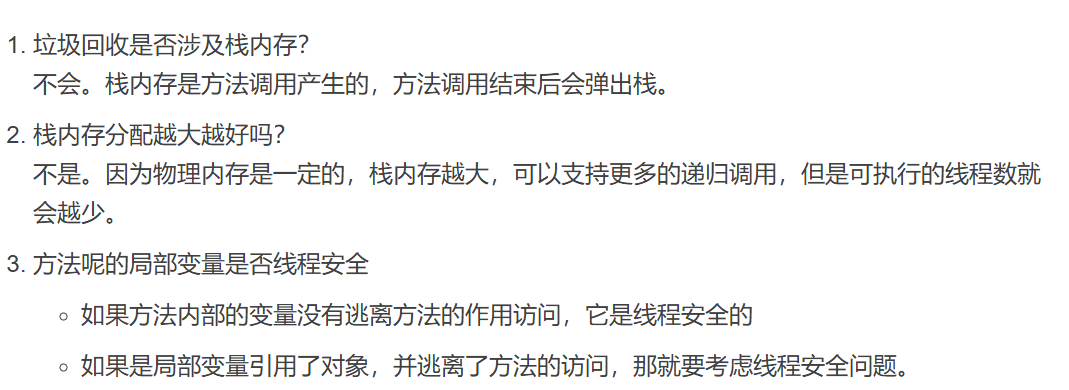 1. 垃圾回收是否涉及栈内存?
不会。栈内存是方法调用产生的，方法调用结束后会弹出栈。
2. 栈内存分配越大越好吗?
不是。因为物理内存是一定的，栈内存越大，可以支持更多的递归调用，但是可执行的线程数就
会越少。
3. 方法呢的局部变量是否线程安全
○ 如果方法内部的变量没有逃离方法的作用访问，它是线程安全的
○ 如果是局部变量引用了对象，并逃离了方法的访问，那就要考虑线程安全问题。